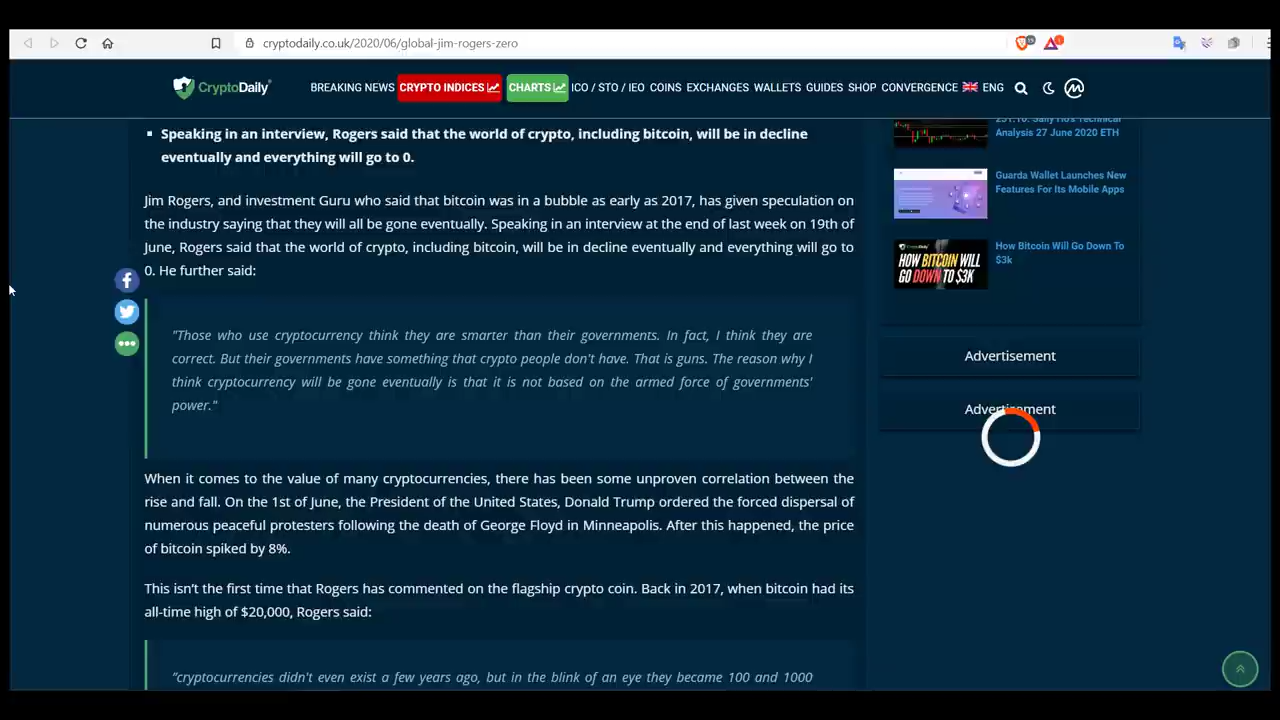 cryptodaily.co.uk/2020/06/global-jim-rogers-zero
CryptoDaily
BREAKING NEWS CRYPTO INDICES CHARTS ICO / STO / IEO COINS EXCHANGES WALLETS GUIDES SHOP CONVERGENCE ENG
Speaking in an interview, Rogers said that the world of crypto, including bitcoin, will be in decline
eventually and everything will go to 0.
Jim Rogers, and investment Guru who said that bitcoin was in a bubble as early as 2017, has given speculation on
the industry saying that they will all be gone eventually. Speaking in an interview at the end of last week on 19th of
June, Rogers said that the world of crypto, including bitcoin, will be in decline eventually and everything will go to
0. He further said:
"Those who use cryptocurrency think they are smarter than their governments. In fact, I think they are
correct. But their governments have something that crypto people don't have. That is guns. The reason why I
think cryptocurrency will be gone eventually is that it is not based on the armed force of governments'
power."
When it comes to the value of many cryptocurrencies, there has been some unproven correlation between the
rise and fall. On the 1st of June, the President of the United States, Donald Trump ordered the forced dispersal of
numerous peaceful protesters following the death of George Floyd in Minneapolis. After this happened, the price
of bitcoin spiked by 8%.
This isn't the first time that Rogers has commented on the flagship crypto coin. Back in 2017, when bitcoin had its
all-time high of $20,000, Rogers said:
"cryptocurrencies didn't even exist a few years ago, but in the blink of an eye they became 100 and 1000
Technical
Analysis 27 June 2020 ETH
Guarda Wallet Launches New
Features For Its Mobile Apps
HOW BITCOIN WILL
GO DOWN TO $3K
How Bitcoin Will Go Down To
$3k
Advertisement
Advertisement